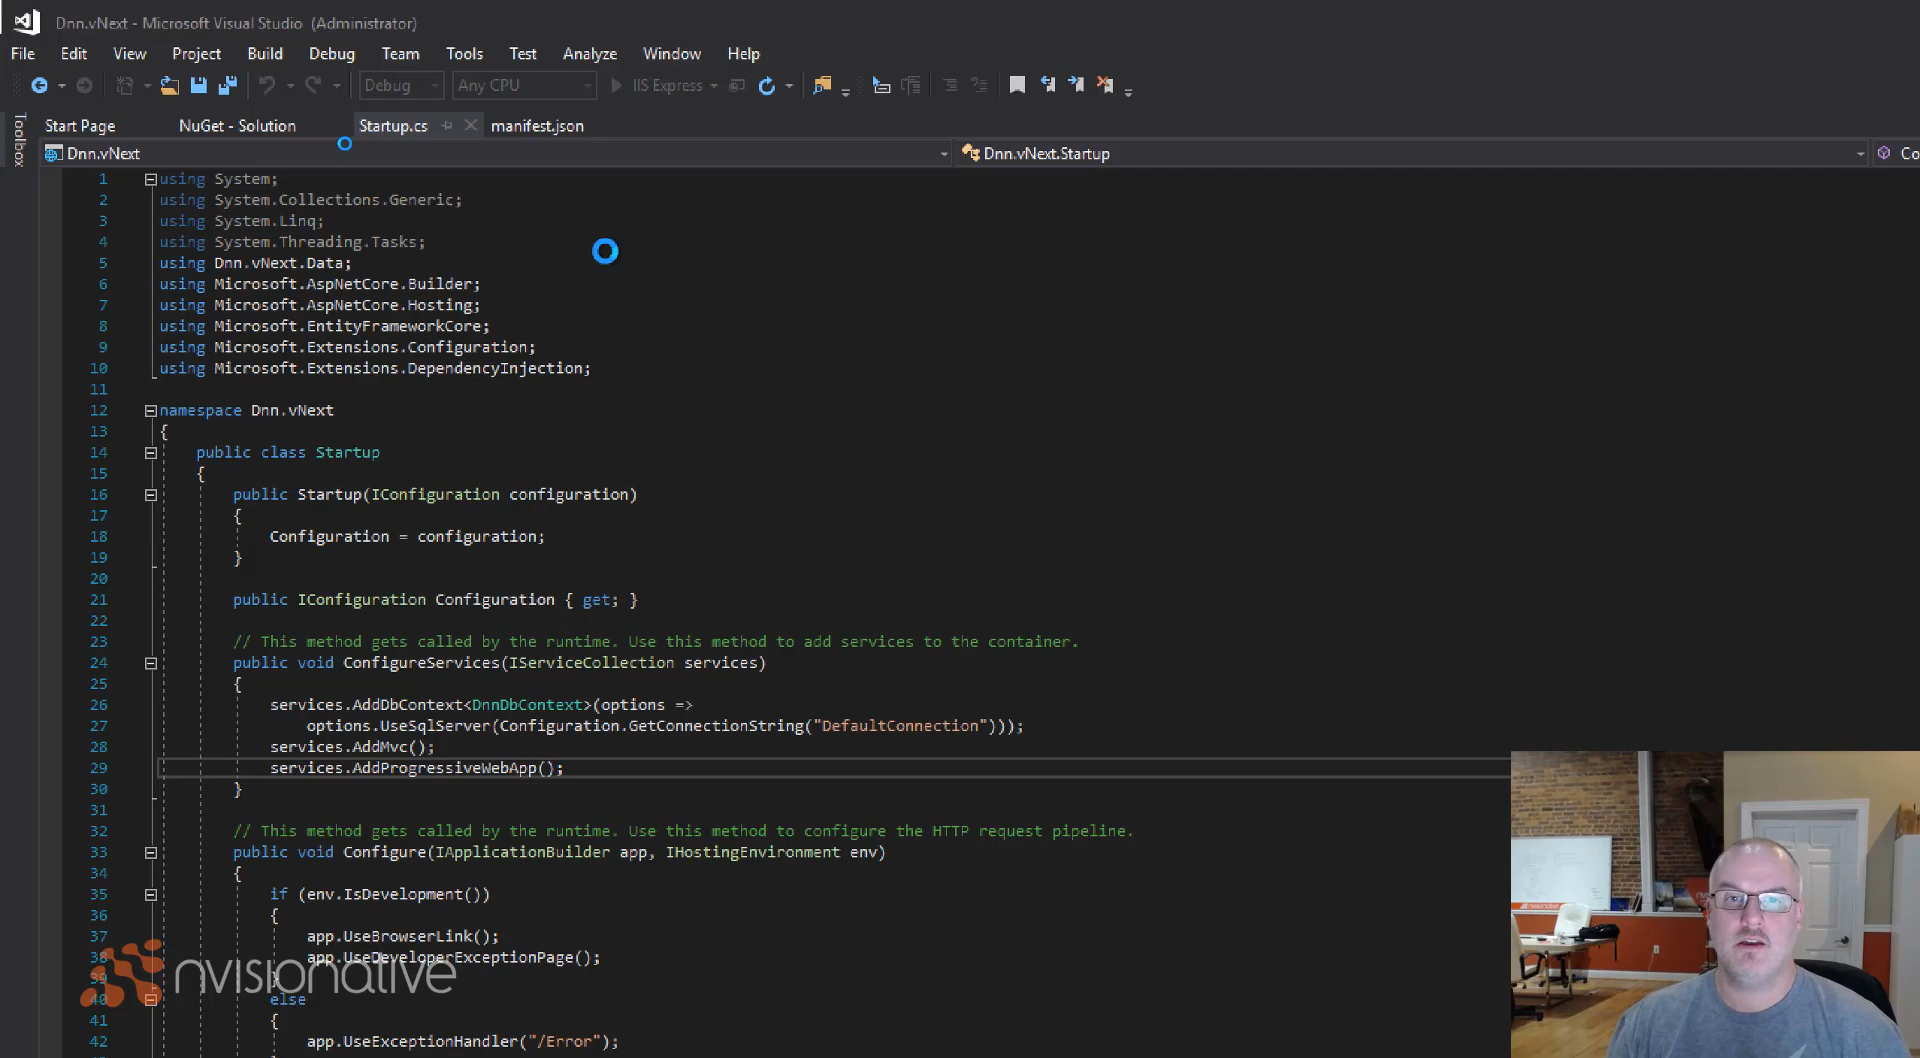 Dnn.vNext - Microsoft Visual Studio (Administrator)
File Edit View Project Build Debug Team Tools Test Analyze Window Help
Debug Any CPU IIS Express
Toolbox
Start Page NuGet - Solution Startup.cs manifest.json
Dnn.vNext Dnn.vNext.Startup Co
1 using System;
2 using System.Collections.Generic;
3 using System.Linq;
4 using System.Threading.Tasks;
5 using Dnn.vNext.Data;
6 using Microsoft.AspNetCore.Builder;
7 using Microsoft.AspNetCore.Hosting;
8 using Microsoft.EntityFrameworkCore;
9 using Microsoft.Extensions.Configuration;
10 using Microsoft.Extensions.DependencyInjection;
11
12 namespace Dnn.vNext
13 {
14 public class Startup
15 {
16 public Startup(IConfiguration configuration)
17 {
18 Configuration = configuration;
19 }
20
21 public IConfiguration Configuration { get; }
22
23 // This method gets called by the runtime. Use this method to add services to the container.
24 public void ConfigureServices(IServiceCollection services)
25 {
26 services.AddDbContext<DnnDbContext>(options =>
27 options.UseSqlServer(Configuration.GetConnectionString("DefaultConnection")));
28 services.AddMvc();
29 services.AddProgressiveWebApp();
30 }
31
32 // This method gets called by the runtime. Use this method to configure the HTTP request pipeline.
33 public void Configure(IApplicationBuilder app, IHostingEnvironment env)
34 {
35 if (env.IsDevelopment())
36 {
37 app.UseBrowserLink();
38 app.UseDeveloperExceptionPage();
39 }
40 else
41 {
42 app.UseExceptionHandler("/Error");
nvisionative
nvisionative